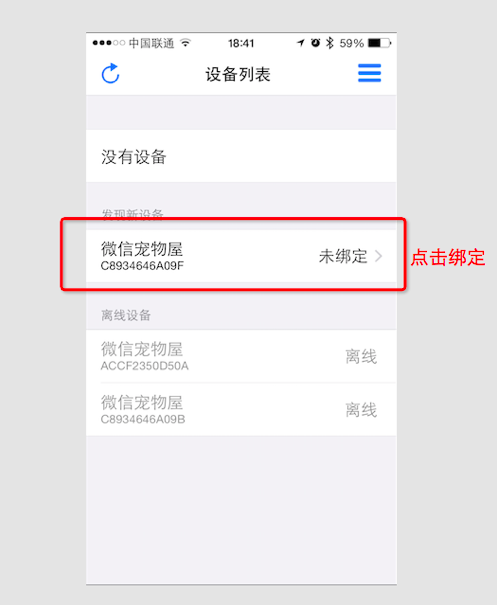 中国联通 18:41 59%
设备列表
没有设备
发现新设备
微信宠物屋
C8934646A09F
未绑定
点击绑定
离线设备
微信宠物屋
ACCF2350D50A
离线
微信宠物屋
C8934646A09B
离线